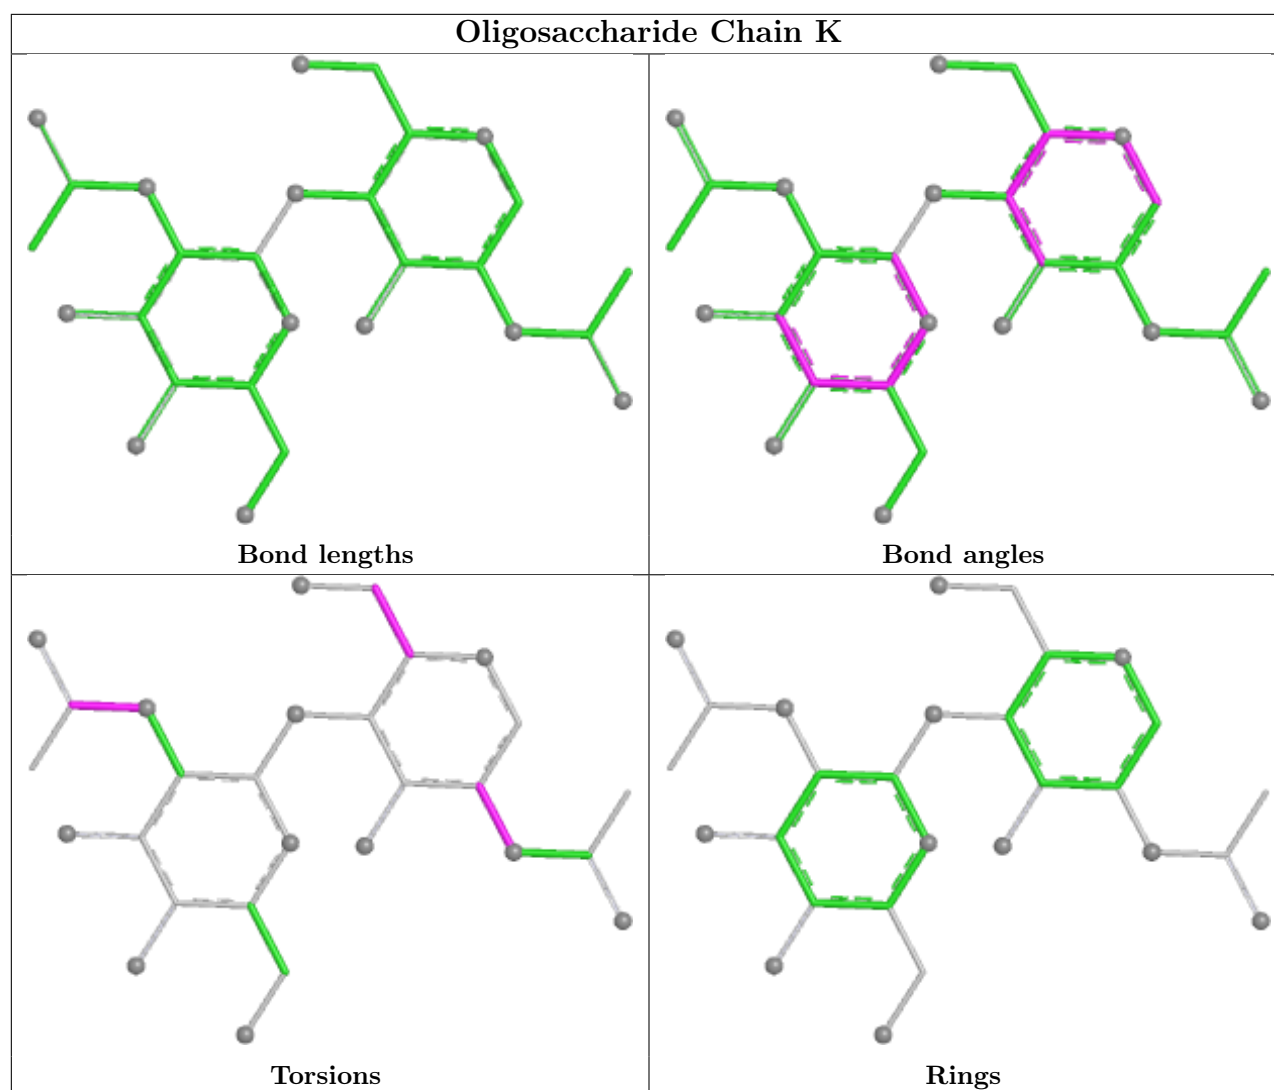 Oligosaccharide Chain K
Bond lengths
Bond angles
Torsions
Rings